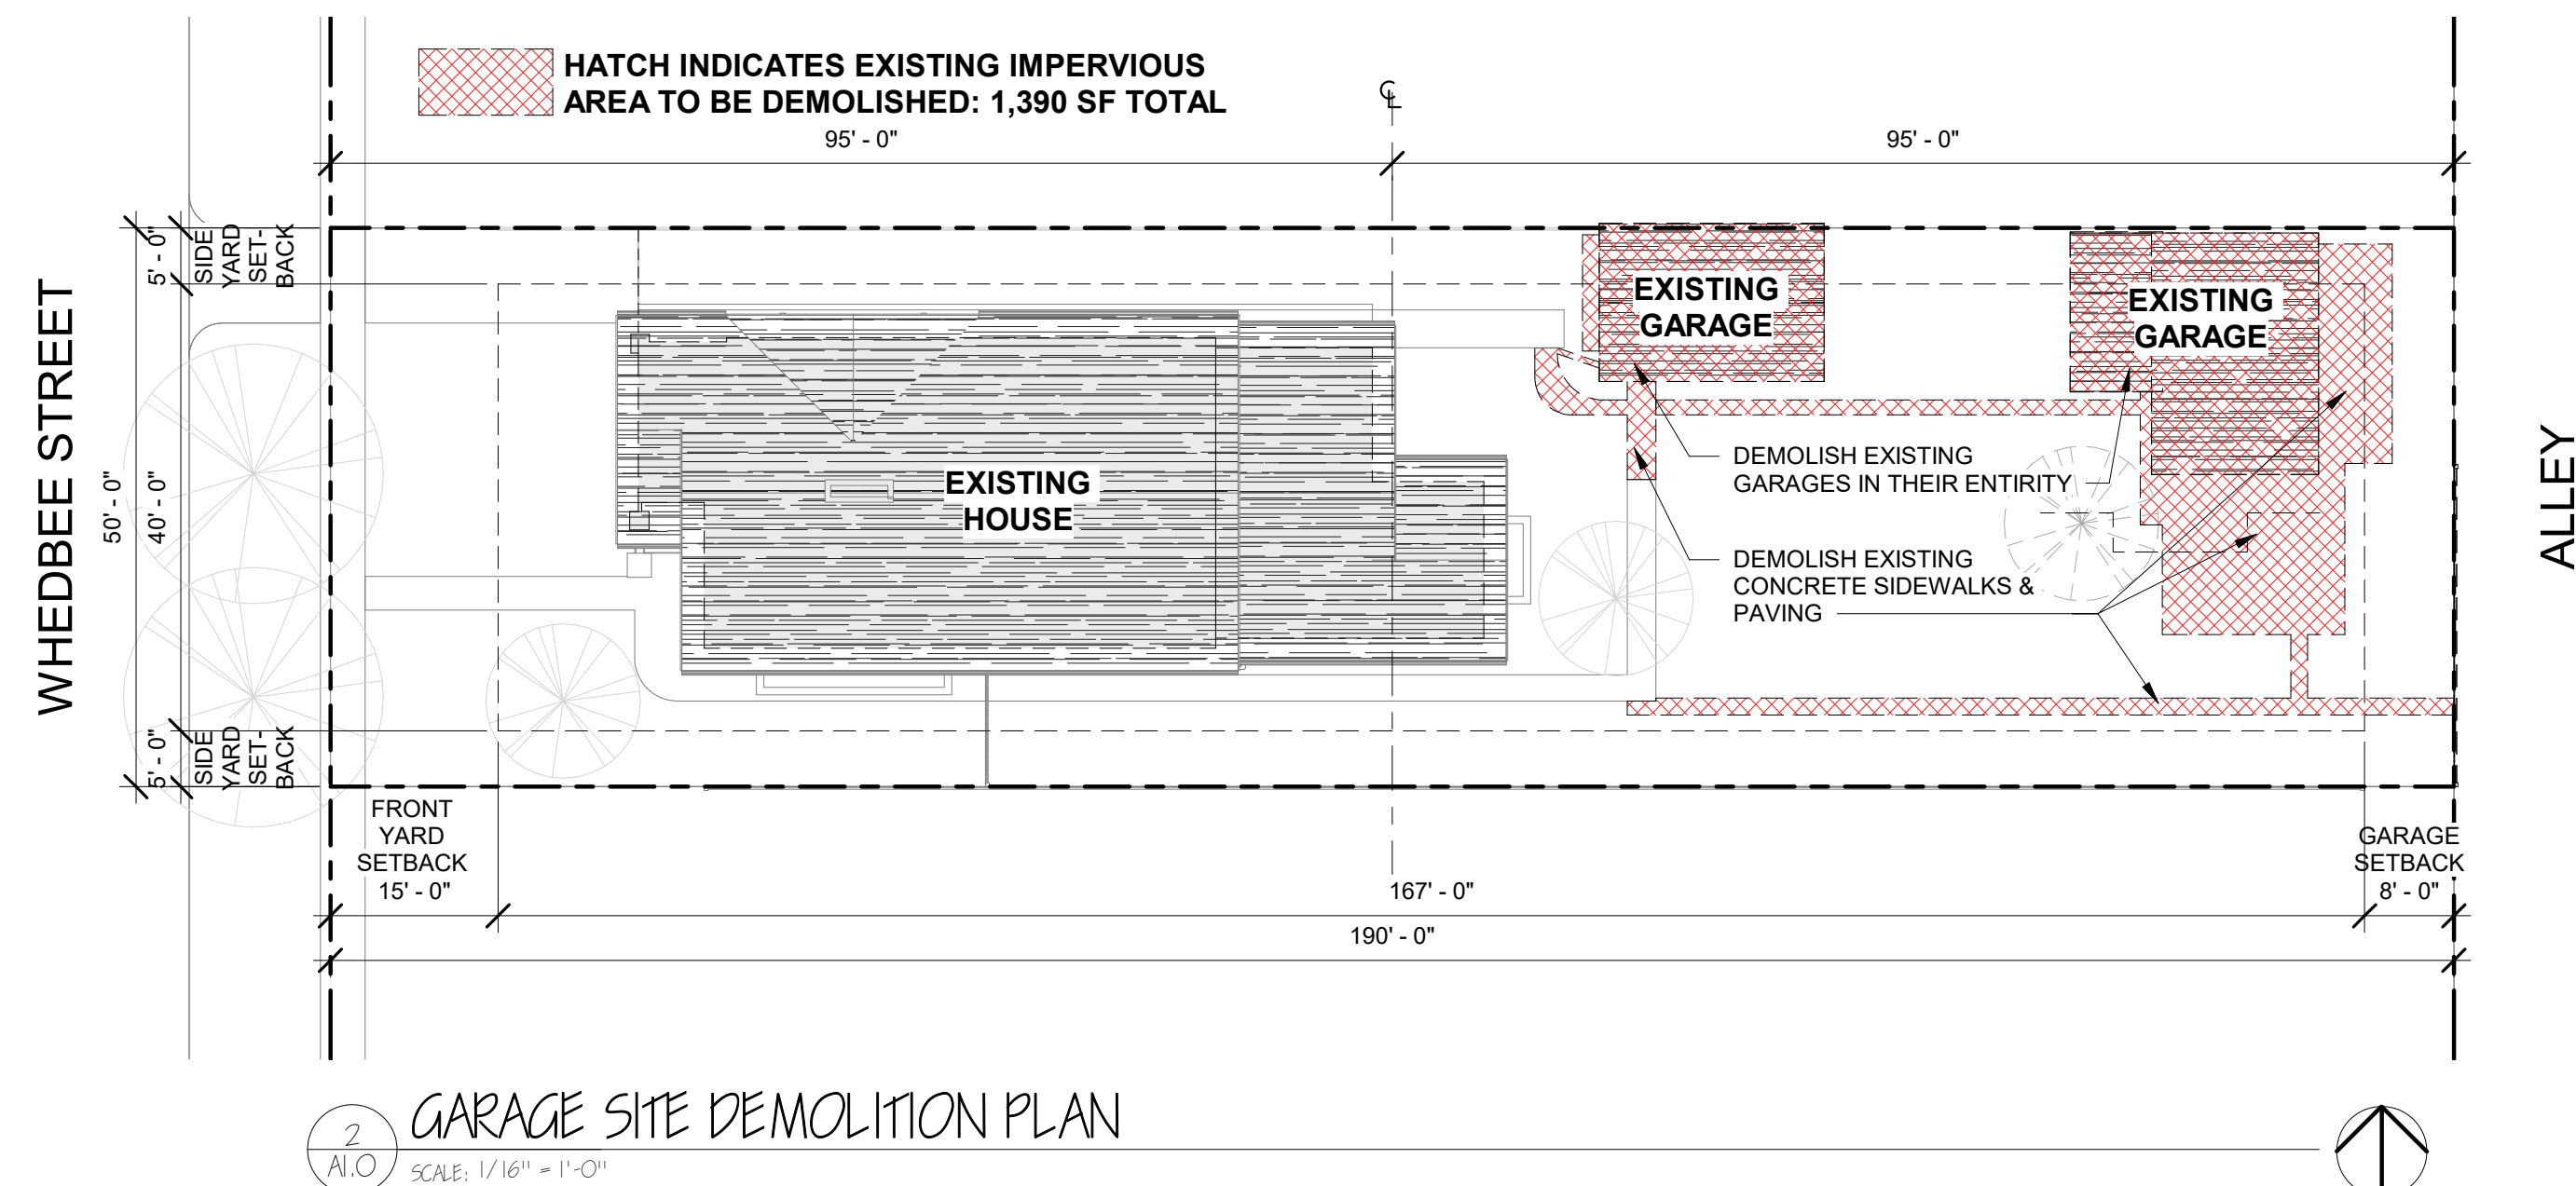 HATCH INDICATES EXISTING IMPERVIOUS
AREA TO BE DEMOLISHED: 1,390 SF TOTAL
℄
95' - 0"
95' - 0"
5' - 0"
SIDE
YARD
SET-
BACK
WHEDBEE STREET
50' - 0"
40' - 0"
5' - 0"
SIDE
YARD
SET-
BACK
EXISTING
HOUSE
EXISTING
GARAGE
EXISTING
GARAGE
DEMOLISH EXISTING
GARAGES IN THEIR ENTIRITY
DEMOLISH EXISTING
CONCRETE SIDEWALKS &
PAVING
ALLEY
FRONT
YARD
SETBACK
15' - 0"
167' - 0"
GARAGE
SETBACK
8' - 0"
190' - 0"
2
A1.0
GARAGE SITE DEMOLITION PLAN
SCALE: 1/16" = 1'-0"